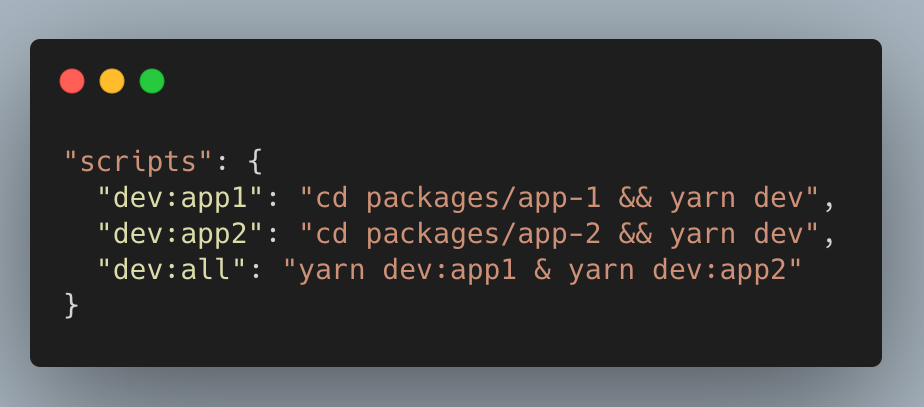 "scripts": {
  "dev:app1": "cd packages/app-1 && yarn dev",
  "dev:app2": "cd packages/app-2 && yarn dev",
  "dev:all": "yarn dev:app1 & yarn dev:app2"
}